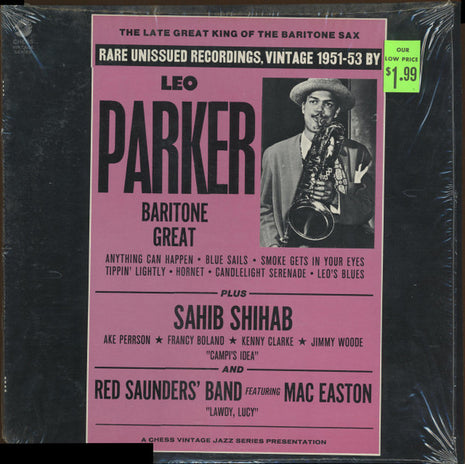 THE LATE GREAT KING OF THE BARITONE SAX
RARE UNISSUED RECORDINGS, VINTAGE 1951-53 BY
OUR
LOW PRICE
$1.99
LEO
PARKER
BARITONE
GREAT
ANYTHING CAN HAPPEN • BLUE SAILS • SMOKE GETS IN YOUR EYES
TIPPIN' LIGHTLY • HORNET • CANDLELIGHT SERENADE • LEO'S BLUES
PLUS
SAHIB SHIHAB
AKE PERRSON ★ FRANCY BOLAND ★ KENNY CLARKE ★ JIMMY WOODE
"CAMPI'S IDEA"
AND
RED SAUNDERS' BAND FEATURING MAC EASTON
"LAWDY, LUCY"
A CHESS VINTAGE JAZZ SERIES PRESENTATION